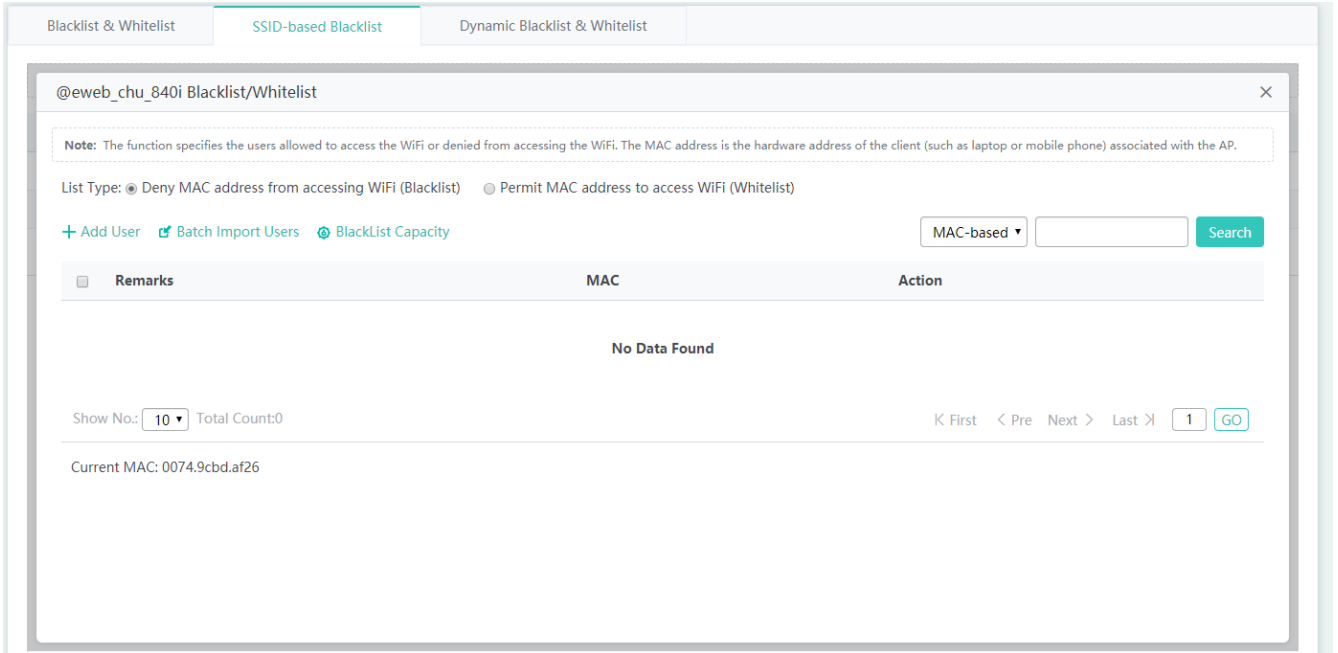 Blacklist & Whitelist SSID-based Blacklist Dynamic Blacklist & Whitelist
@eweb_chu_840i Blacklist/Whitelist
Note: The function specifies the users allowed to access the WiFi or denied from accessing the WiFi. The MAC address is the hardware address of the client (such as laptop or mobile phone) associated with the AP.
List Type: Deny MAC address from accessing WiFi (Blacklist) Permit MAC address to access WiFi (Whitelist)
Add User Batch Import Users BlackList Capacity MAC-based Search
Remarks MAC Action
No Data Found
Show No.: 10 Total Count:0 First Pre Next Last 1 GO
Current MAC: 0074.9cbd.af26